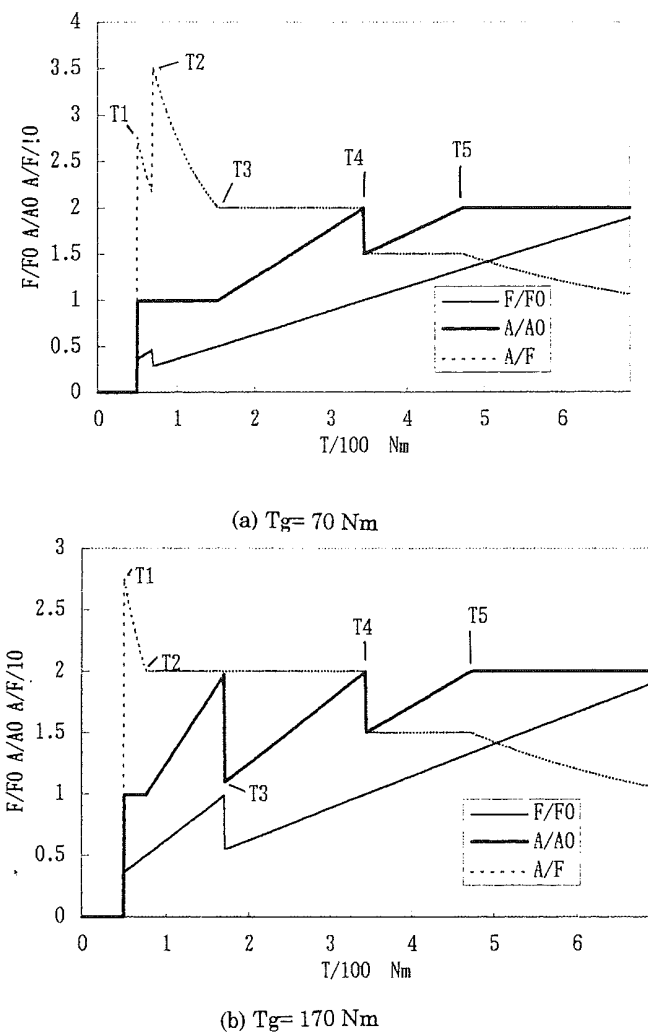 4
3.5
3
2.5
2
1.5
1
0.5
0
F/F0 A/A0 A/F/!0
T1
T2
T3
T4
T5
F/F0
A/A0
A/F
0 1 2 3 4 5 6
T/100 Nm
(a) Tg= 70 Nm
3
2.5
2
1.5
1
0.5
0
F/F0 A/A0 A/F/10
T1
T2
T3
T4
T5
F/F0
A/A0
A/F
0 1 2 3 4 5 6
T/100 Nm
(b) Tg= 170 Nm